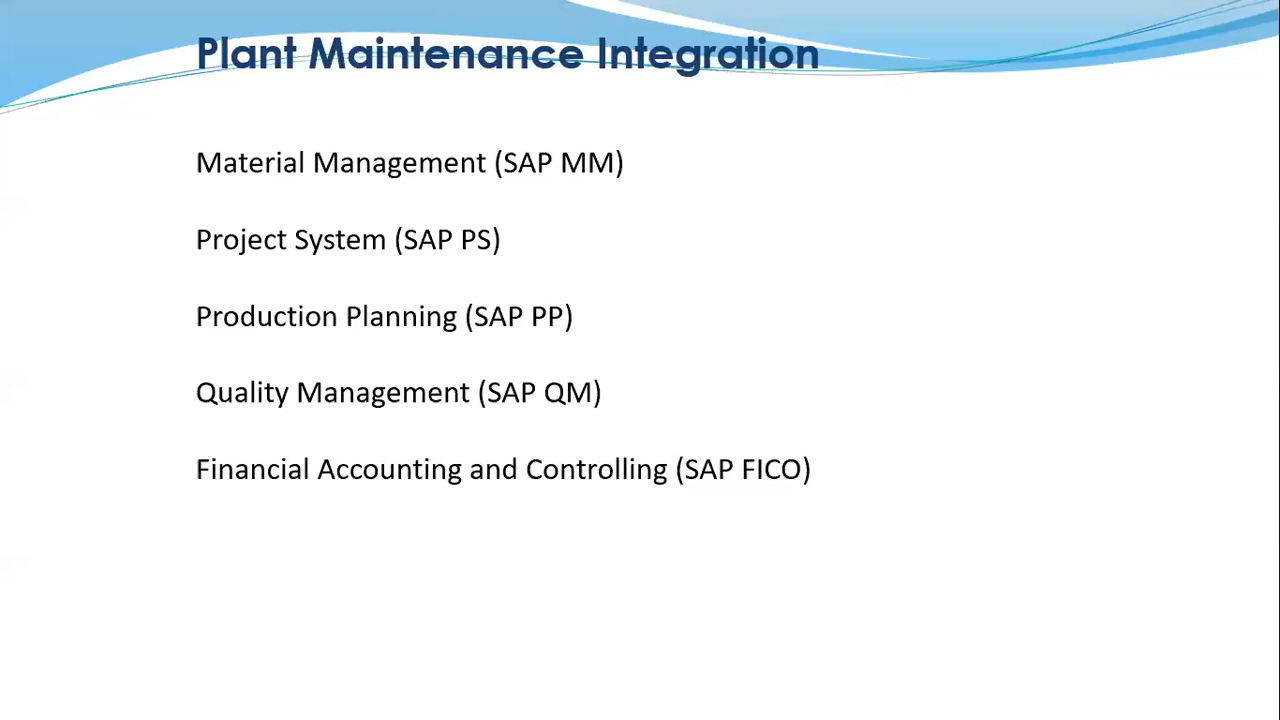 Plant Maintenance Integration
Material Management (SAP MM)
Project System (SAP PS)
Production Planning (SAP PP)
Quality Management (SAP QM)
Financial Accounting and Controlling (SAP FICO)